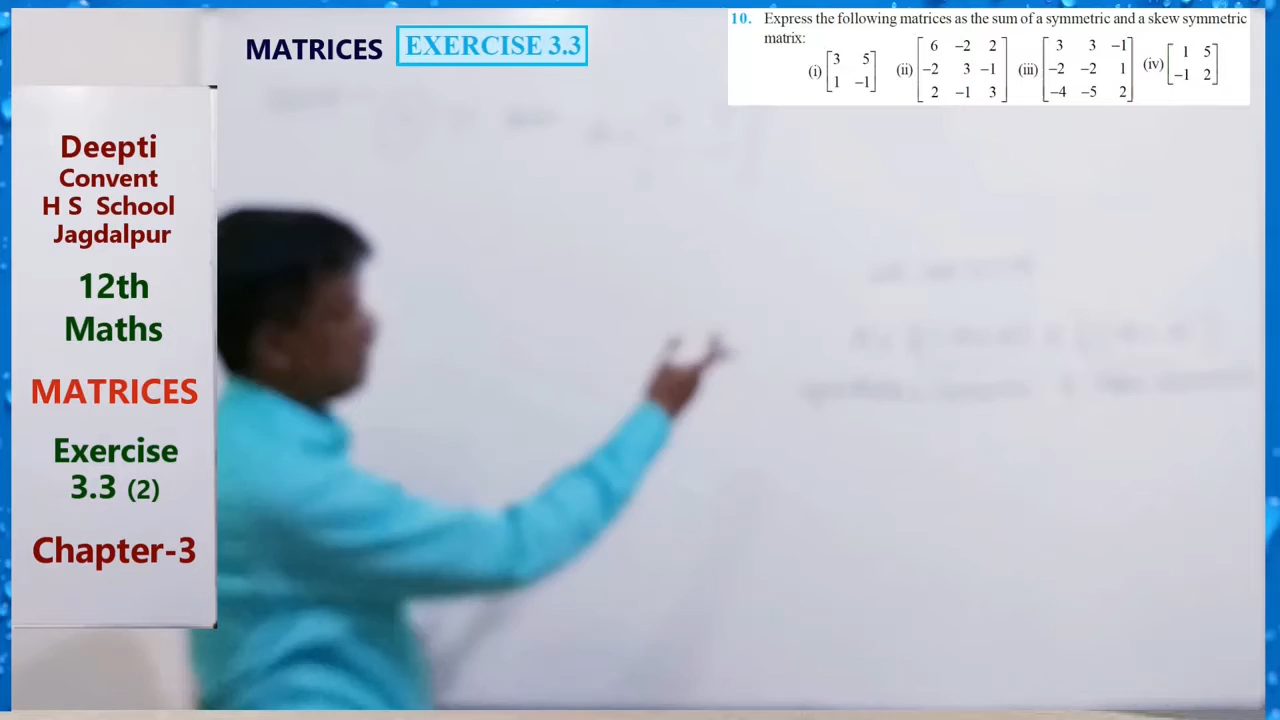 MATRICES EXERCISE 3.3
10. Express the following matrices as the sum of a symmetric and a skew symmetric
matrix:
(i) [3 5
1 −1]
(ii) [6 −2 2
−2 3 −1
2 −1 3]
(iii) [3 3 −1
−2 −2 1
−4 −5 2]
(iv) [1 5
−1 2]
Deepti
Convent
H S School
Jagdalpur
12th
Maths
MATRICES
Exercise
3.3 (2)
Chapter-3